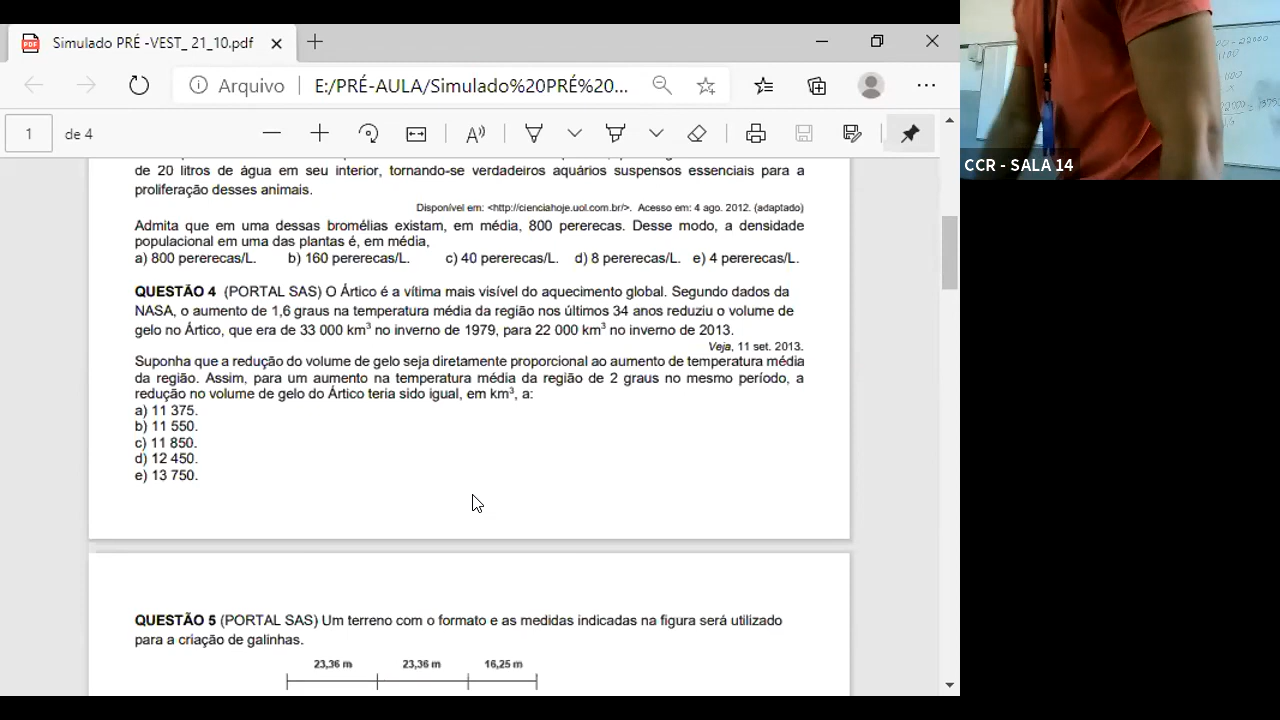 Simulado PRÉ -VEST_ 21_10.pdf
Arquivo
E:/PRÉ-AULA/Simulado%20PRÉ%20...
1
de 4
CCR - SALA 14
de 20 litros de água em seu interior, tornando-se verdadeiros aquários suspensos essenciais para a
proliferação desses animais.
Disponível em: <http://cienciahoje.uol.com.br/>. Acesso em: 4 ago. 2012. (adaptado)
Admita que em uma dessas bromélias existam, em média, 800 pererecas. Desse modo, a densidade
populacional em uma das plantas é, em média,
a) 800 pererecas/L. b) 160 pererecas/L. c) 40 pererecas/L. d) 8 pererecas/L. e) 4 pererecas/L.
QUESTÃO 4 (PORTAL SAS) O Ártico é a vítima mais visível do aquecimento global. Segundo dados da
NASA, o aumento de 1,6 graus na temperatura média da região nos últimos 34 anos reduziu o volume de
gelo no Ártico, que era de 33 000 km³ no inverno de 1979, para 22 000 km³ no inverno de 2013.
Veja, 11 set. 2013.
Suponha que a redução do volume de gelo seja diretamente proporcional ao aumento de temperatura média
da região. Assim, para um aumento na temperatura média da região de 2 graus no mesmo período, a
redução no volume de gelo do Ártico teria sido igual, em km³, a:
a) 11 375.
b) 11 550.
c) 11 850.
d) 12 450.
e) 13 750.
QUESTÃO 5 (PORTAL SAS) Um terreno com o formato e as medidas indicadas na figura será utilizado
para a criação de galinhas.
23,36 m 23,36 m 16,25 m